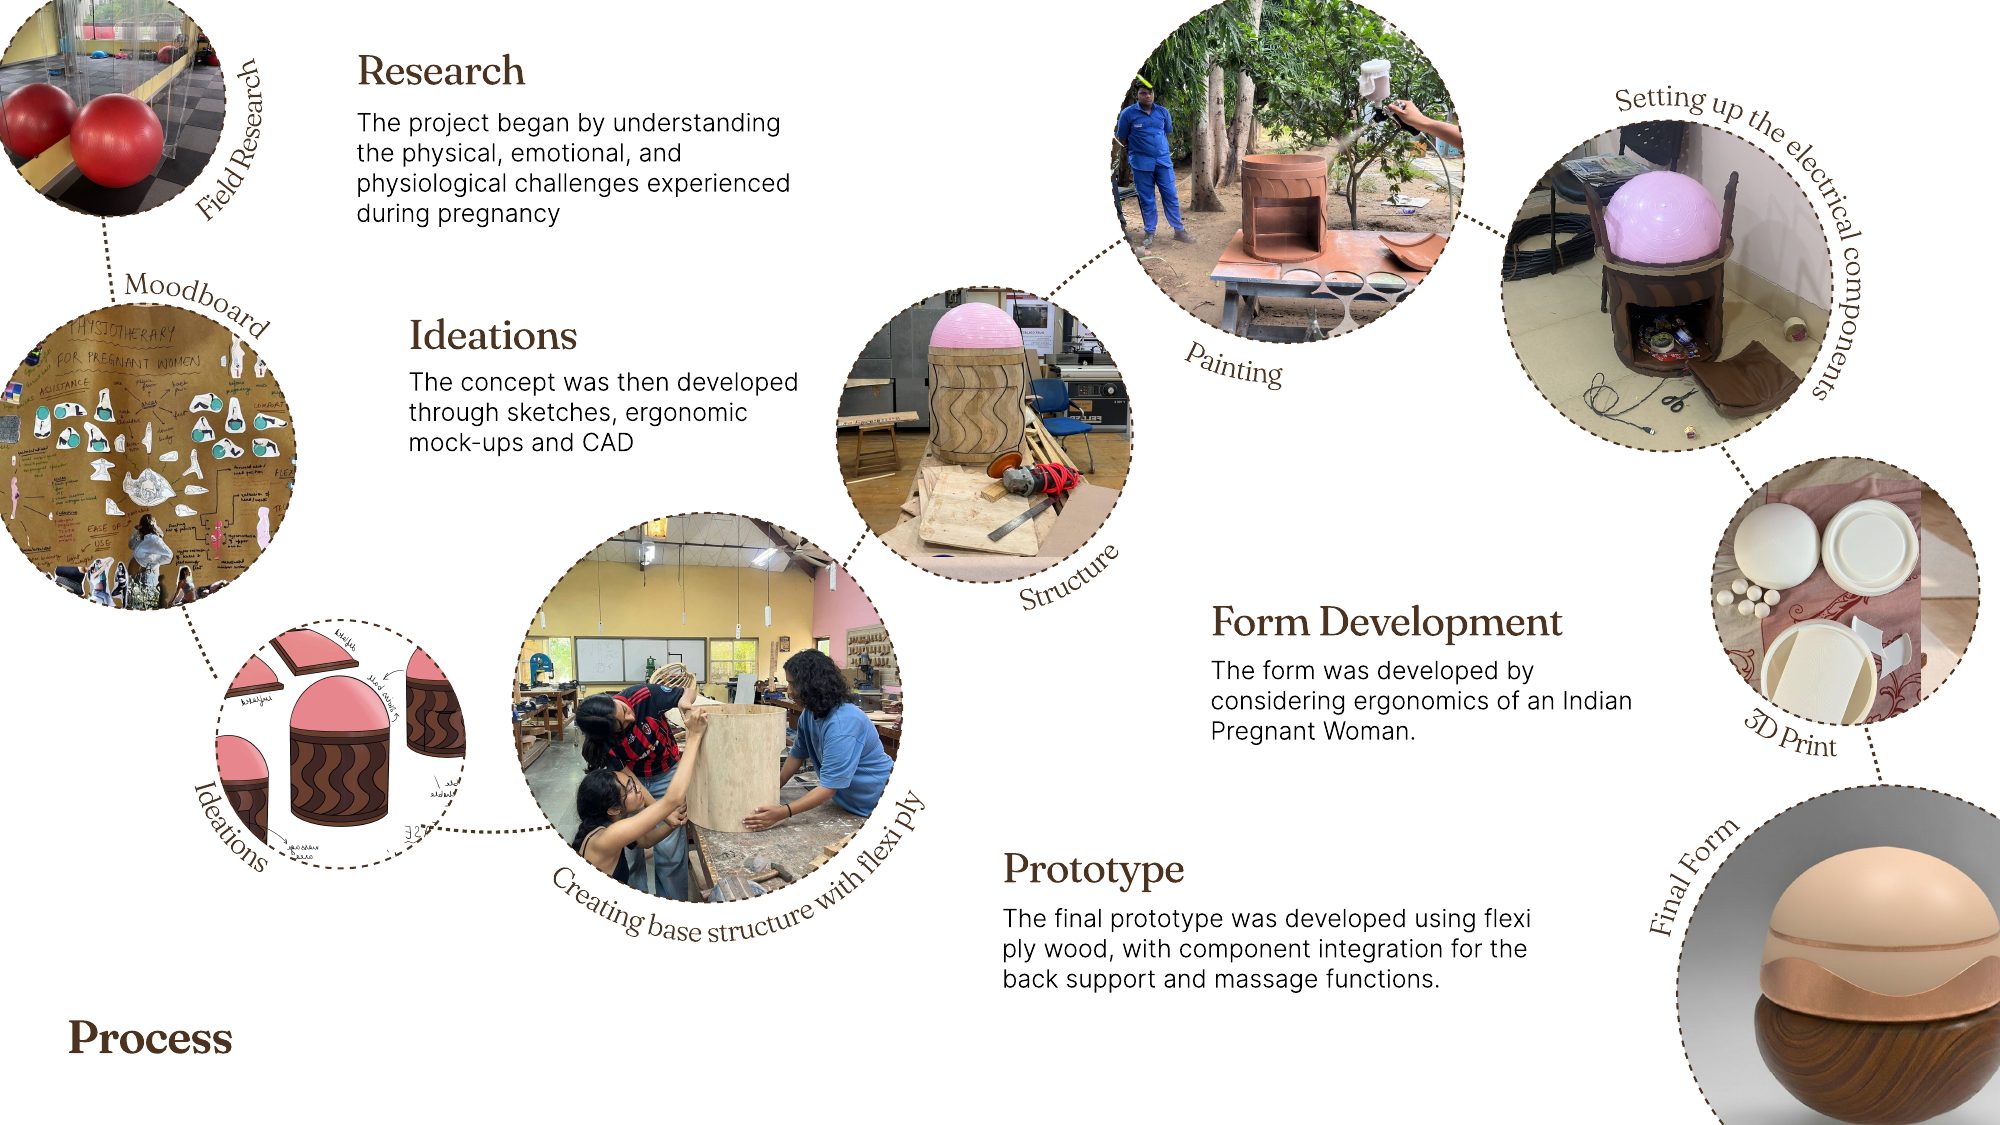 Field Research
Research
The project began by understanding
the physical, emotional, and
physiological challenges experienced
during pregnancy
Moodboard
PHYSIOTHERAPY
FOR PREGNANT WOMEN
ASSISTANCE
EASE OF
USE
Ideations
The concept was then developed
through sketches, ergonomic
mock-ups and CAD
Ideations
Creating base structure with flexi ply
Structure
Painting
Setting up the electrical components
3D Print
Form Development
The form was developed by
considering ergonomics of an Indian
Pregnant Woman.
Prototype
The final prototype was developed using flexi
ply wood, with component integration for the
back support and massage functions.
Final Form
Process